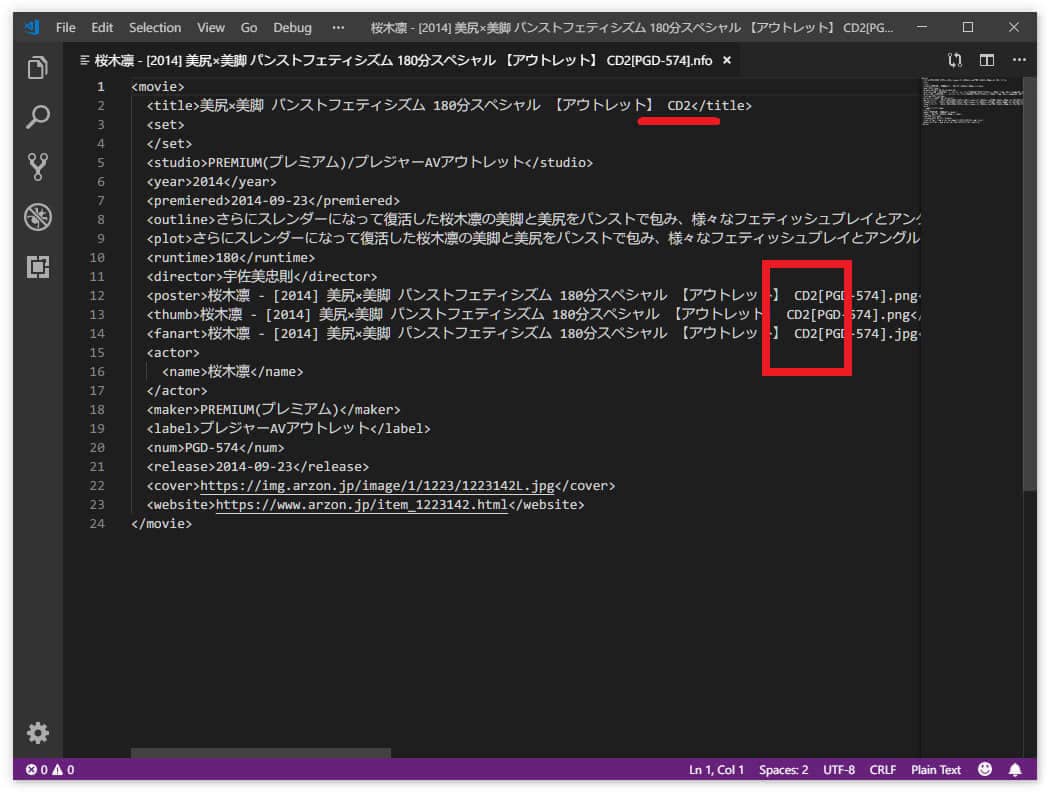 File Edit Selection View Go Debug ··· 桜木凛 - [2014] 美尻×美脚 パンストフェティシズム 180分スペシャル 【アウトレット】 CD2[PG...
桜木凛 - [2014] 美尻×美脚 パンストフェティシズム 180分スペシャル 【アウトレット】 CD2[PGD-574].nfo ×
1 <movie>
2 <title>美尻×美脚 パンストフェティシズム 180分スペシャル 【アウトレット】 CD2</title>
3 <set>
4 </set>
5 <studio>PREMIUM(プレミアム)/プレジャーAVアウトレット</studio>
6 <year>2014</year>
7 <premiered>2014-09-23</premiered>
8 <outline>さらにスレンダーになって復活した桜木凛の美脚と美尻をパンストで包み、様々なフェティッシュプレイとアング
9 <plot>さらにスレンダーになって復活した桜木凛の美脚と美尻をパンストで包み、様々なフェティッシュプレイとアングル
10 <runtime>180</runtime>
11 <director>宇佐美忠則</director>
12 <poster>桜木凛 - [2014] 美尻×美脚 パンストフェティシズム 180分スペシャル 【アウトレット】 CD2[PGD-574].png<
13 <thumb>桜木凛 - [2014] 美尻×美脚 パンストフェティシズム 180分スペシャル 【アウトレット CD2[PGD-574].png</
14 <fanart>桜木凛 - [2014] 美尻×美脚 パンストフェティシズム 180分スペシャル 【アウトレット】 CD2[PGD-574].jpg<
15 <actor>
16 <name>桜木凛</name>
17 </actor>
18 <maker>PREMIUM(プレミアム)</maker>
19 <label>プレジャーAVアウトレット</label>
20 <num>PGD-574</num>
21 <release>2014-09-23</release>
22 <cover>https://img.arzon.jp/image/1/1223/1223142L.jpg</cover>
23 <website>https://www.arzon.jp/item_1223142.html</website>
24 </movie>
0 0 Ln 1, Col 1 Spaces: 2 UTF-8 CRLF Plain Text